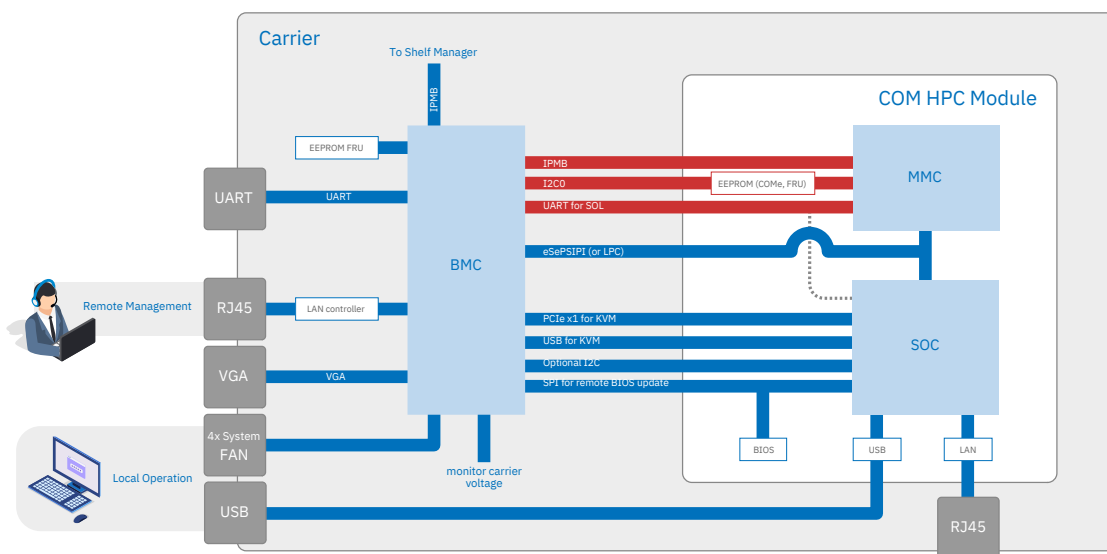 Carrier
To Shelf Manager
IPMB
EEPROM FRU
UART
UART
Remote Management
RJ45
LAN controller
VGA
VGA
4x System
FAN
Local Operation
USB
BMC
monitor carrier
voltage
COM HPC Module
IPMB
I2C0
EEPROM (COMe, FRU)
UART for SOL
MMC
eSePSIPI (or LPC)
PCIe x1 for KVM
USB for KVM
Optional I2C
SPI for remote BIOS update
SOC
BIOS
USB
LAN
RJ45